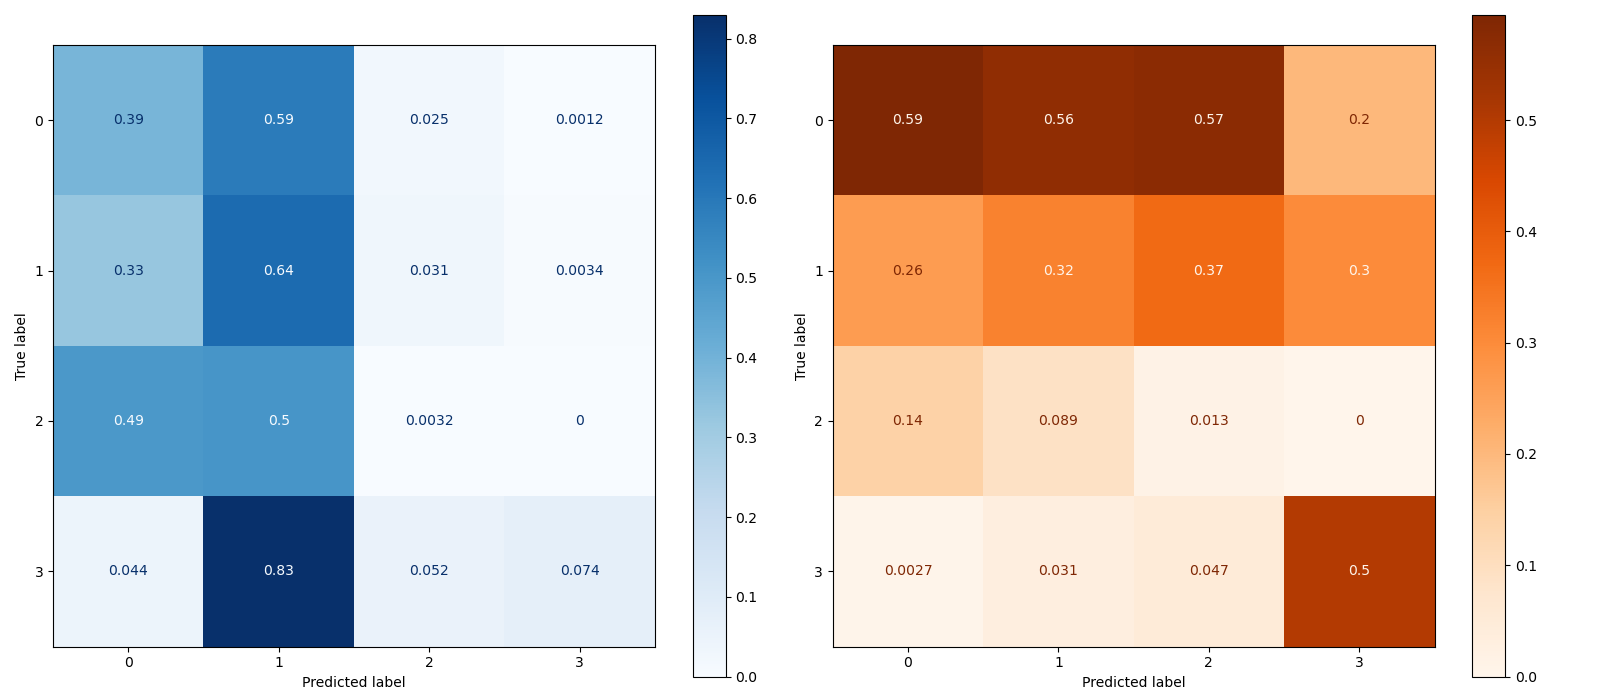 0.8
0 0.39 0.59 0.025 0.0012
0.7
0.6
1 0.33 0.64 0.031 0.0034
0.5
True label
0.4
2 0.49 0.5 0.0032 0
0.3
0.2
3 0.044 0.83 0.052 0.074
0.1
0.0
0 1 2 3
Predicted label
0 0.59 0.56 0.57 0.2
0.5
0.4
1 0.26 0.32 0.37 0.3
True label
0.3
2 0.14 0.089 0.013 0
0.2
3 0.0027 0.031 0.047 0.5
0.1
0.0
0 1 2 3
Predicted label